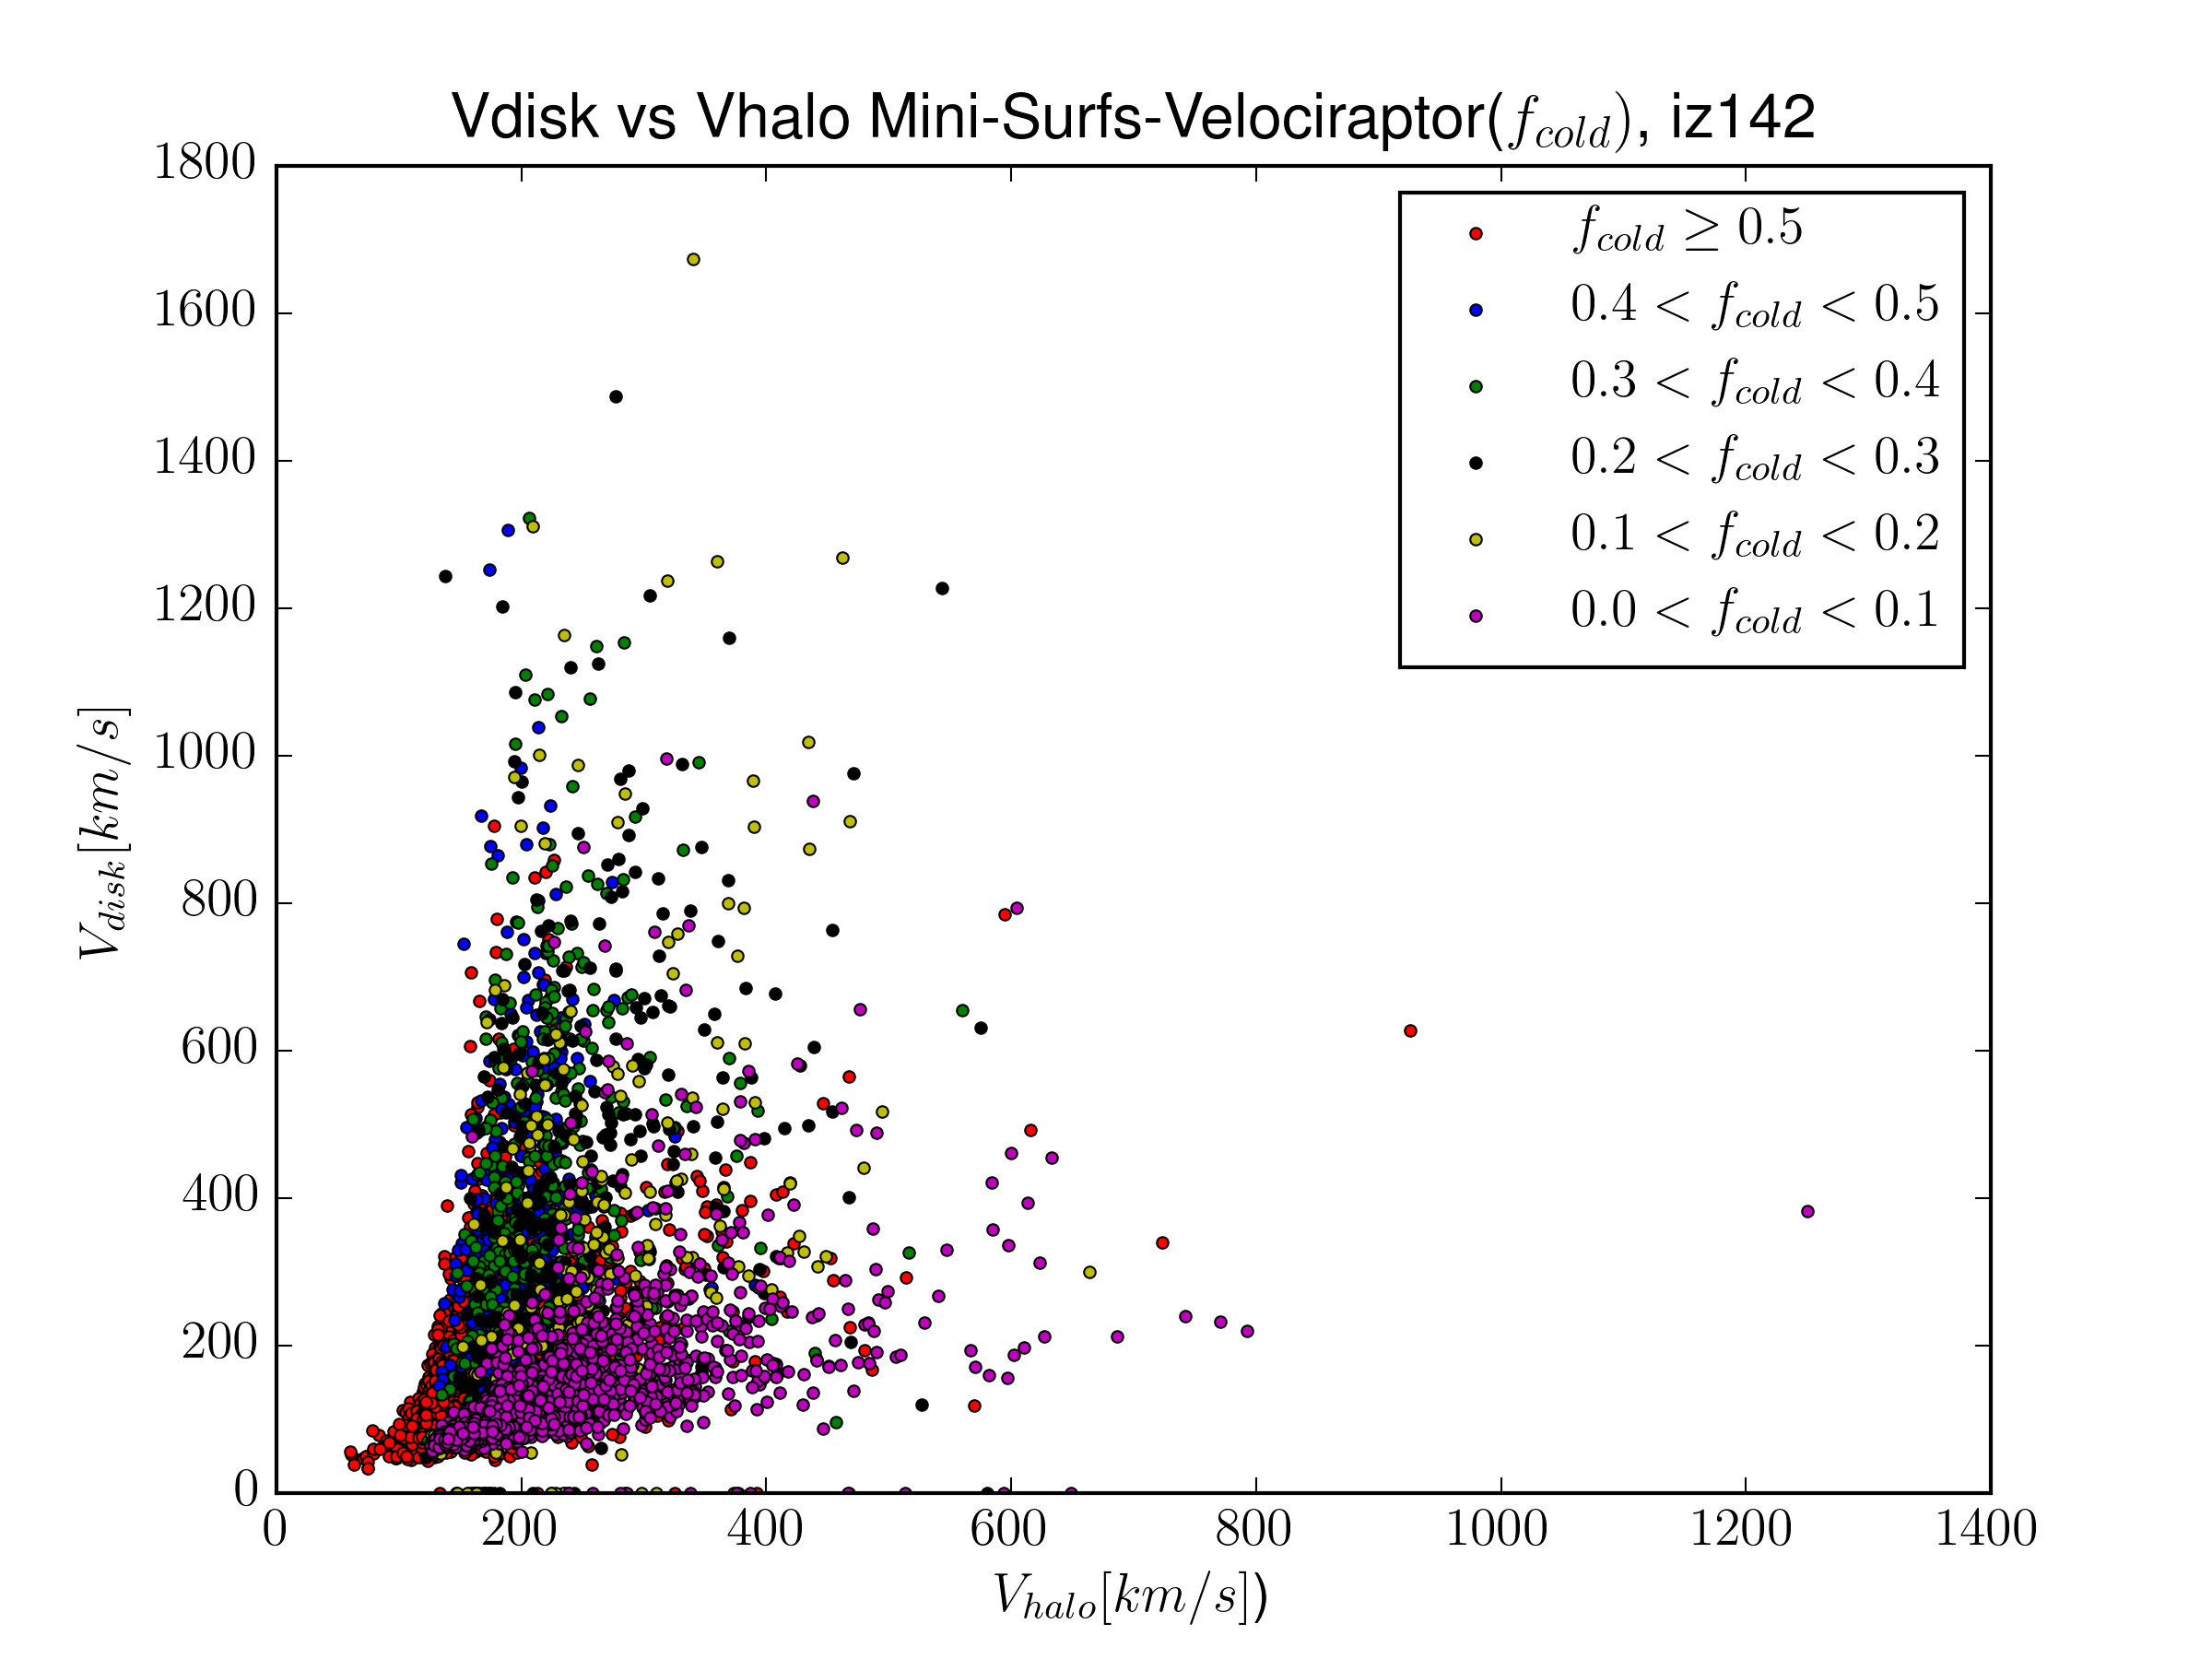 Vdisk vs Vhalo Mini-Surfs-Velociraptor(f_cold), iz142
1800
1600
1400
1200
1000
800
600
400
200
0
V_disk[km/s]
f_cold ≥ 0.5
0.4 < f_cold < 0.5
0.3 < f_cold < 0.4
0.2 < f_cold < 0.3
0.1 < f_cold < 0.2
0.0 < f_cold < 0.1
0 200 400 600 800 1000 1200 1400
V_halo[km/s])